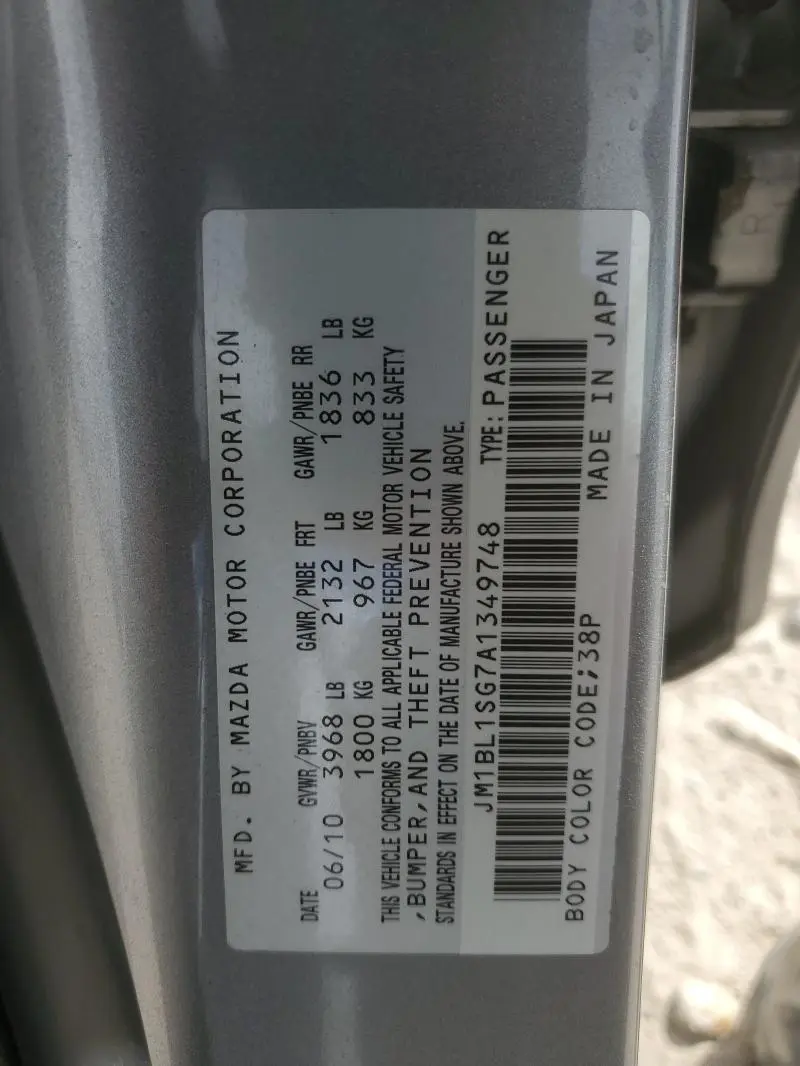 MFD. BY MAZDA MOTOR CORPORATION
DATE GVWR/PNBV GAWR/PNBE FRT GAWR/PNBE RR
06/10 3968 LB 2132 LB 1836 LB
1800 KG 967 KG 833 KG
THIS VEHICLE CONFORMS TO ALL APPLICABLE FEDERAL MOTOR VEHICLE SAFETY
,BUMPER,AND THEFT PREVENTION
STANDARDS IN EFFECT ON THE DATE OF MANUFACTURE SHOWN ABOVE.
JM1BL1SG7A1349748 TYPE: PASSENGER
BODY COLOR CODE;38P MADE IN JAPAN